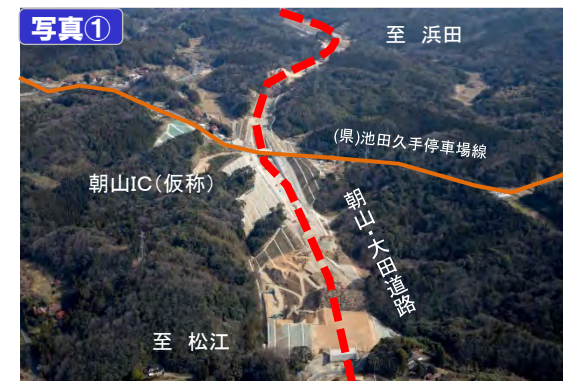 写真①
至 浜田
(県)池田久手停車場線
朝山IC(仮称)
朝山・大田道路
至 松江